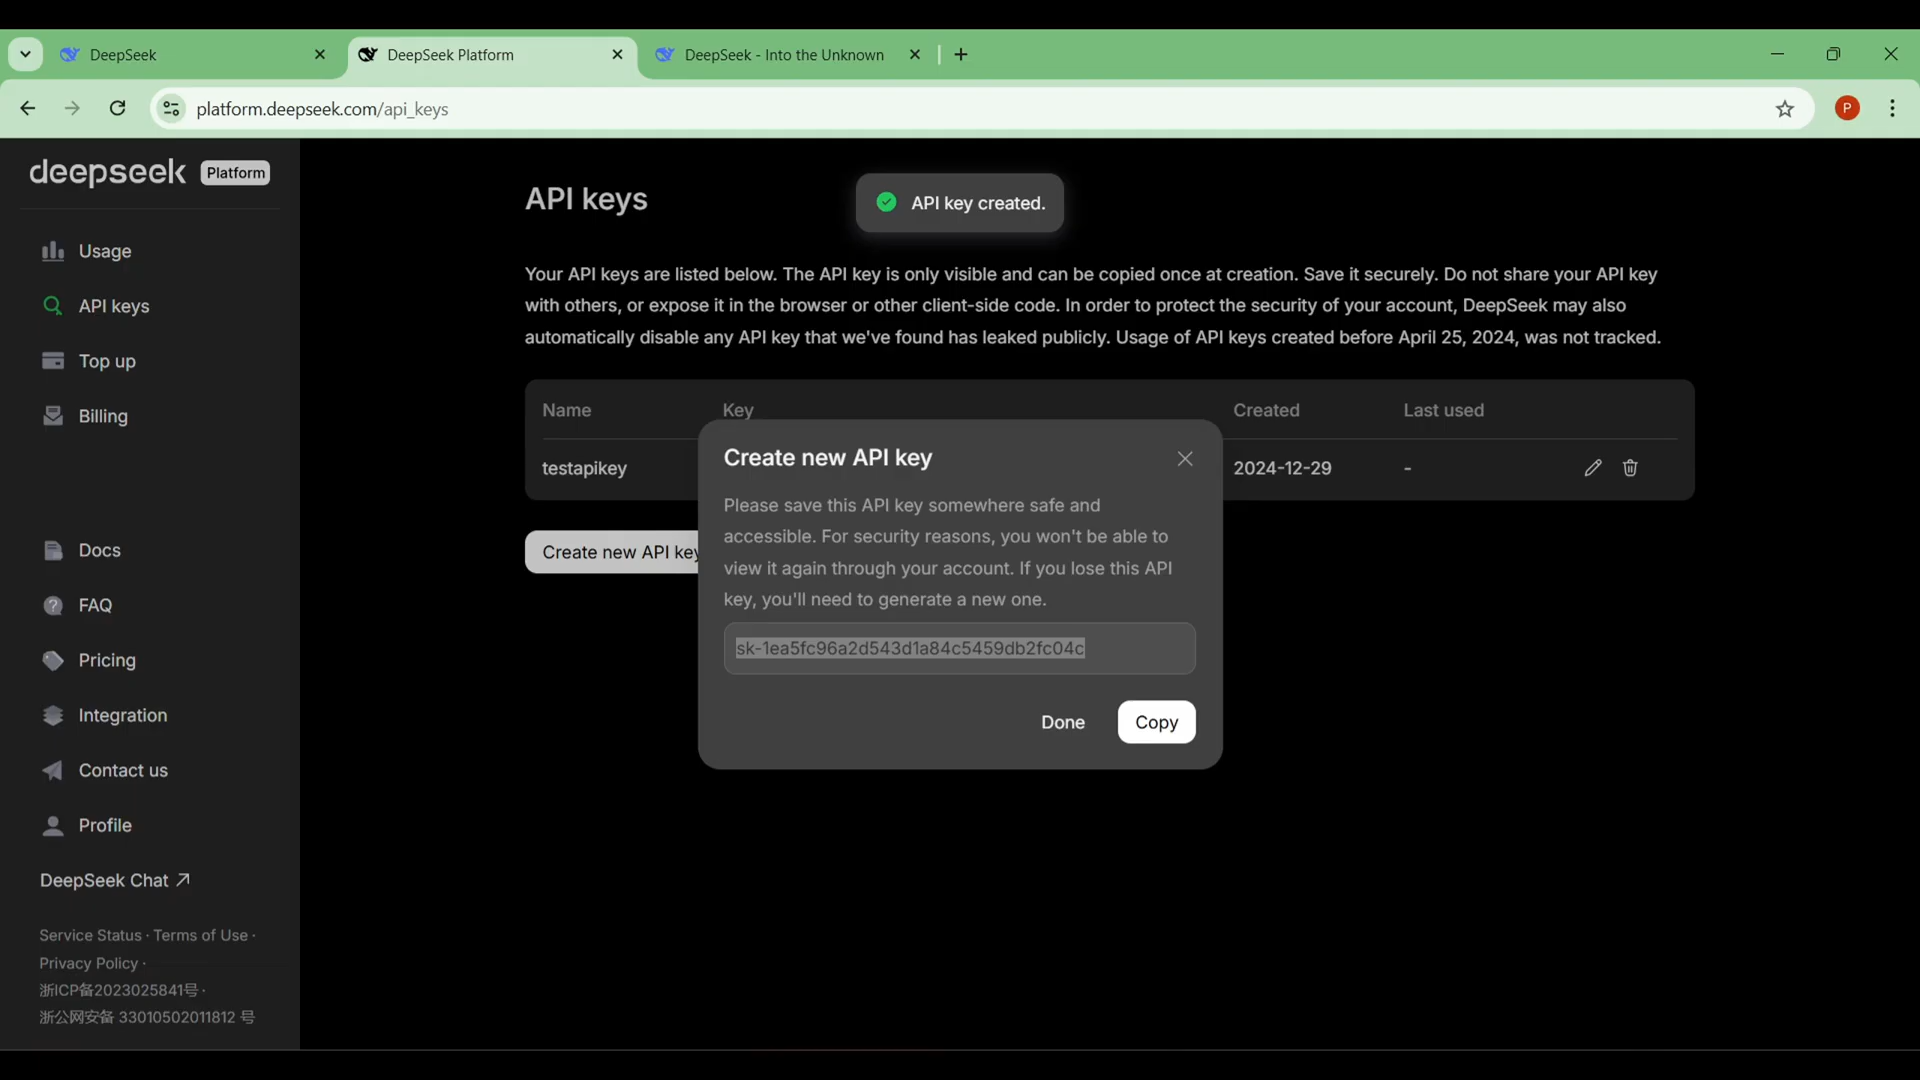 DeepSeek
DeepSeek Platform
DeepSeek - Into the Unknown
platform.deepseek.com/api_keys
P
deepseek Platform
Usage
API keys
Top up
Billing
Docs
FAQ
Pricing
Integration
Contact us
Profile
DeepSeek Chat
Service Status · Terms of Use ·
Privacy Policy ·
浙ICP备2023025841号 ·
浙公网安备 33010502011812 号
API keys
API key created.
Your API keys are listed below. The API key is only visible and can be copied once at creation. Save it securely. Do not share your API key
with others, or expose it in the browser or other client-side code. In order to protect the security of your account, DeepSeek may also
automatically disable any API key that we've found has leaked publicly. Usage of API keys created before April 25, 2024, was not tracked.
Name Key Created Last used
testapikey 2024-12-29 -
Create new API key
Create new API key
Please save this API key somewhere safe and
accessible. For security reasons, you won't be able to
view it again through your account. If you lose this API
key, you'll need to generate a new one.
sk-1ea5fc96a2d543d1a84c5459db2fc04c
Done Copy